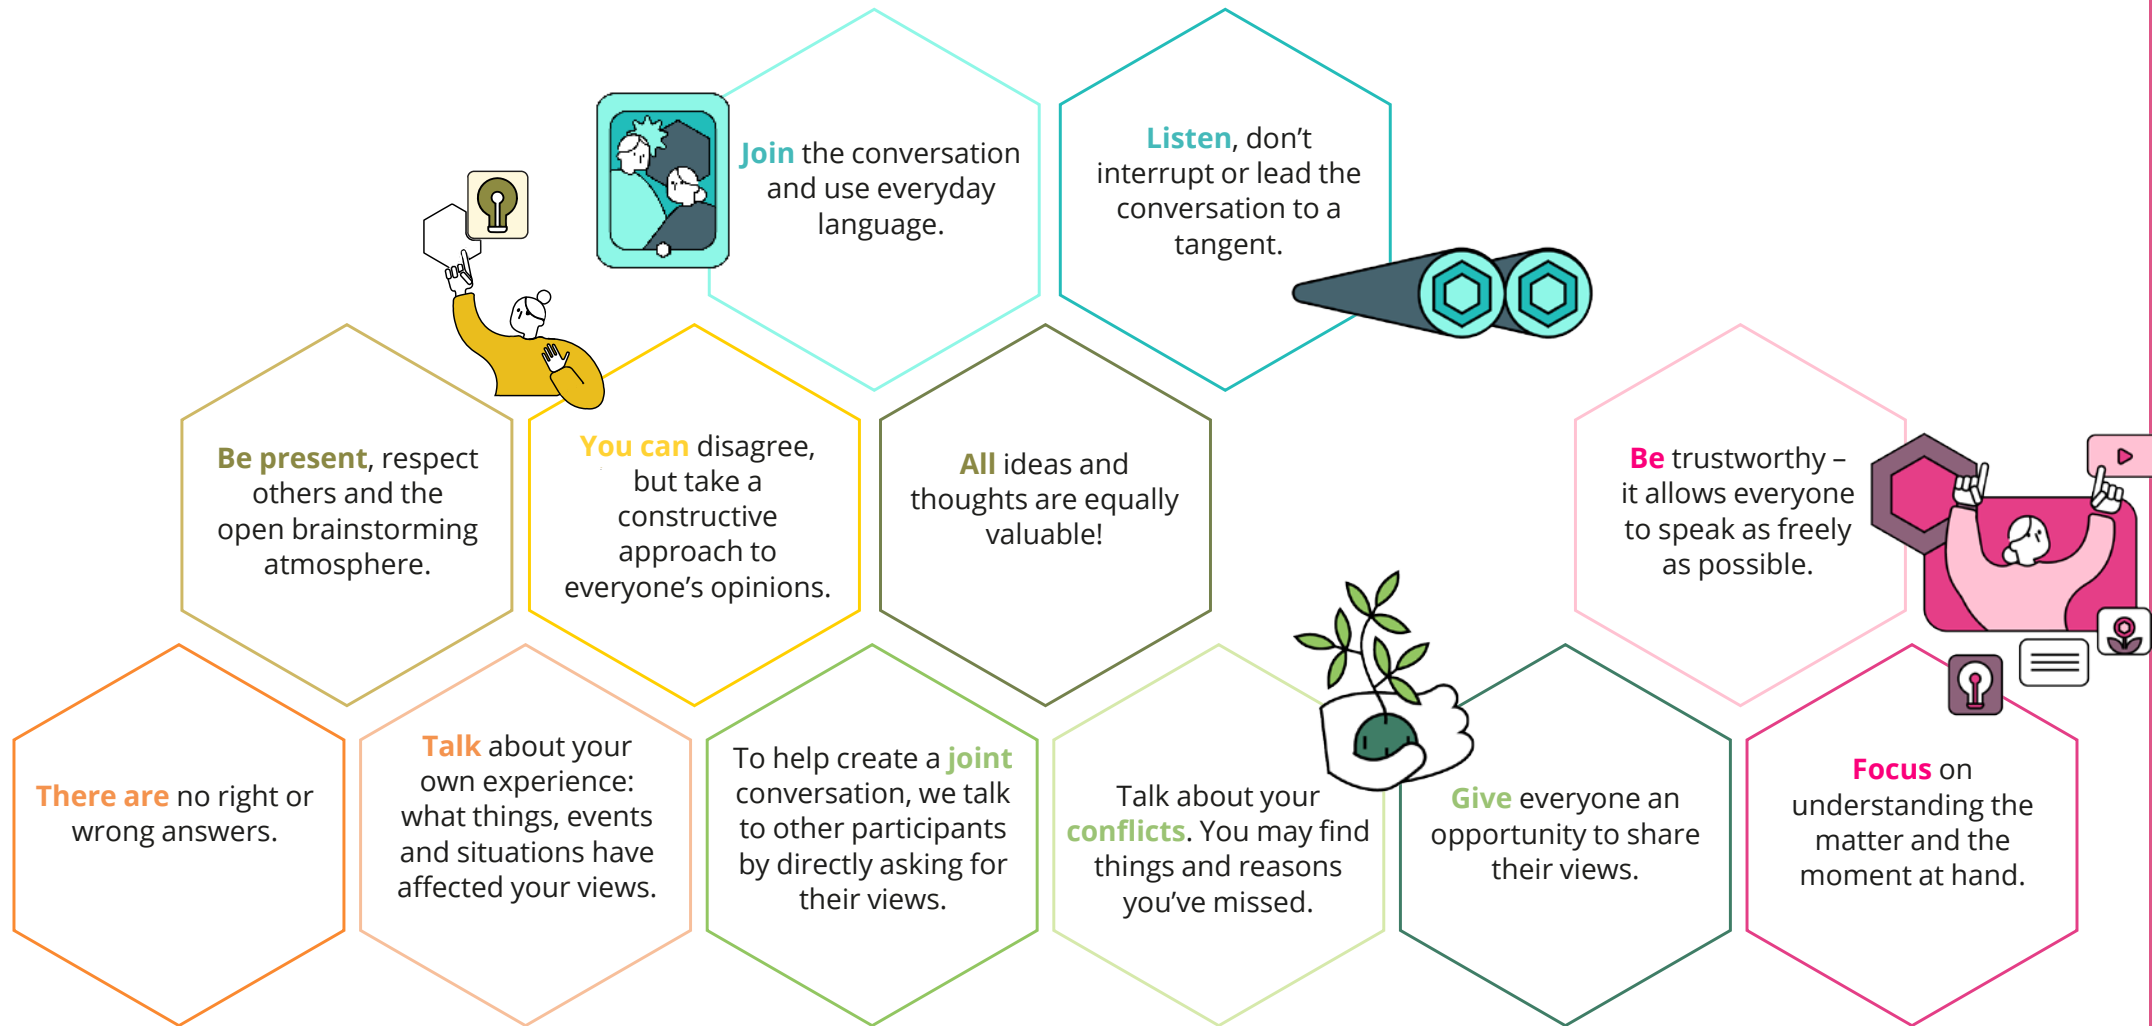 Join the conversation
and use everyday
language.
Listen, don’t
interrupt or lead the
conversation to a
tangent.
Be present, respect
others and the
open brainstorming
atmosphere.
You can disagree,
but take a
constructive
approach to
everyone’s opinions.
All ideas and
thoughts are equally
valuable!
Be trustworthy –
it allows everyone
to speak as freely
as possible.
There are no right or
wrong answers.
Talk about your
own experience:
what things, events
and situations have
affected your views.
To help create a joint
conversation, we talk
to other participants
by directly asking for
their views.
Talk about your
conflicts. You may find
things and reasons
you’ve missed.
Give everyone an
opportunity to share
their views.
Focus on
understanding the
matter and the
moment at hand.